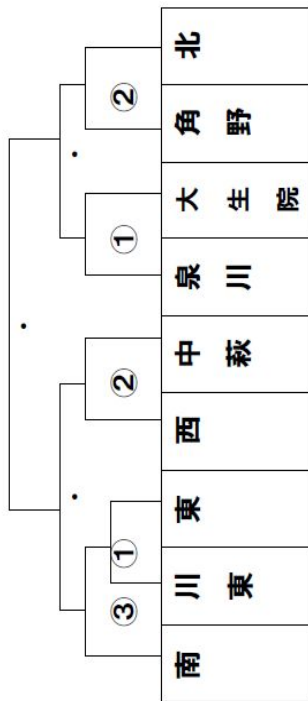 北
角野
大生院
泉川
中萩
西
東
川東
南
②
①
②
①
③